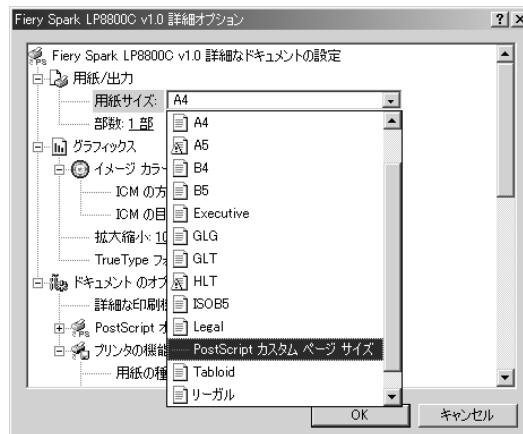 Fiery Spark LP8800C v1.0 詳細オプション
Fiery Spark LP8800C v1.0 詳細なドキュメントの設定
用紙/出力
用紙サイズ: A4
部数: 1 部
A4
グラフィックス
A5
イメージ カラー
B4
ICM の方
B5
ICM の目
Executive
拡大縮小: 10
GLG
TrueType フォ
GLT
ドキュメント のオプ
HLT
詳細な印刷機
ISOB5
PostScript オ
Legal
プリンタの機能
PostScript カスタム ページ サイズ
用紙の種
Tabloid
リーガル
OK キャンセル